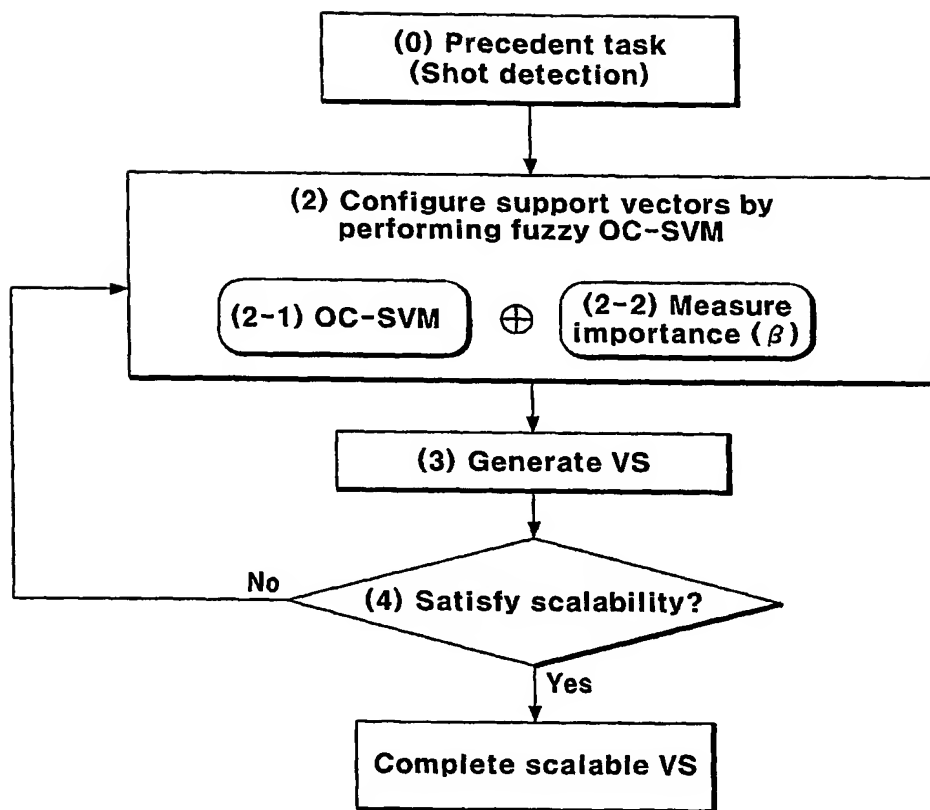 (0) Precedent task
(Shot detection)
(2) Configure support vectors by
performing fuzzy OC-SVM
(2-1) OC-SVM
(2-2) Measure
importance (β)
(3) Generate VS
(4) Satisfy scalability?
No
Yes
Complete scalable VS